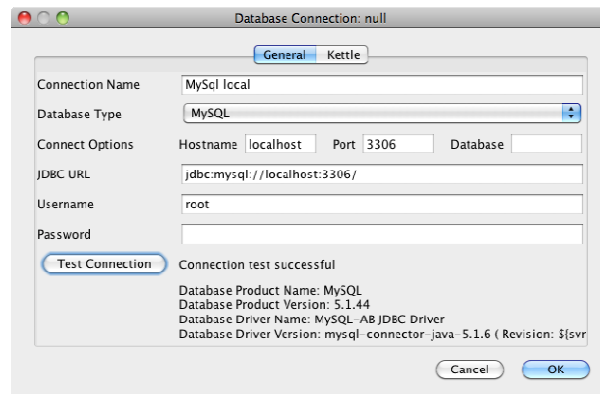 Database Connection: null
General Kettle
Connection Name MySql local
Database Type MySQL
Connect Options Hostname localhost Port 3306 Database
JDBC URL jdbc:mysql://localhost:3306/
Username root
Password
Test Connection Connection test successful
Database Product Name: MySQL
Database Product Version: 5.1.44
Database Driver Name: MySQL-AB JDBC Driver
Database Driver Version: mysql-connector-java-5.1.6 ( Revision: ${svr
Cancel OK